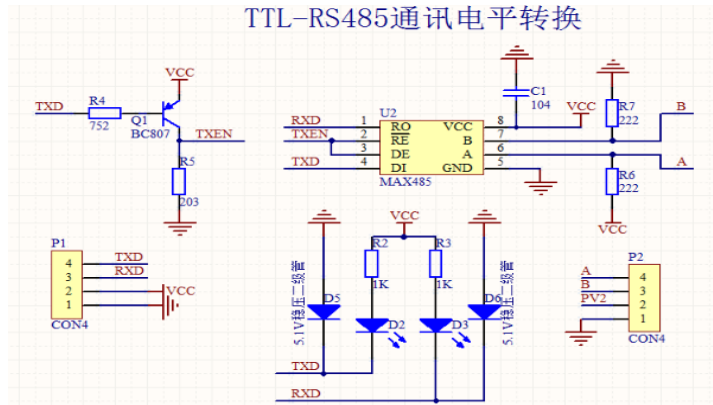 TTL-RS485通讯电平转换
VCC
TXD
R4
752
Q1
BC807
TXEN
R5
203
RXD
TXEN
TXD
1
2
3
4
U2
RO
RE
DE
DI
VCC
B
A
GND
MAX485
8
7
6
5
C1
104
VCC
R7
222
B
A
R6
222
VCC
P1
4
3
2
1
TXD
RXD
VCC
CON4
VCC
R2
1K
R3
1K
5.1V稳压二级管
D5
D2
D3
D6
5.1V稳压二级管
TXD
RXD
P2
A
B
PV2
4
3
2
1
CON4